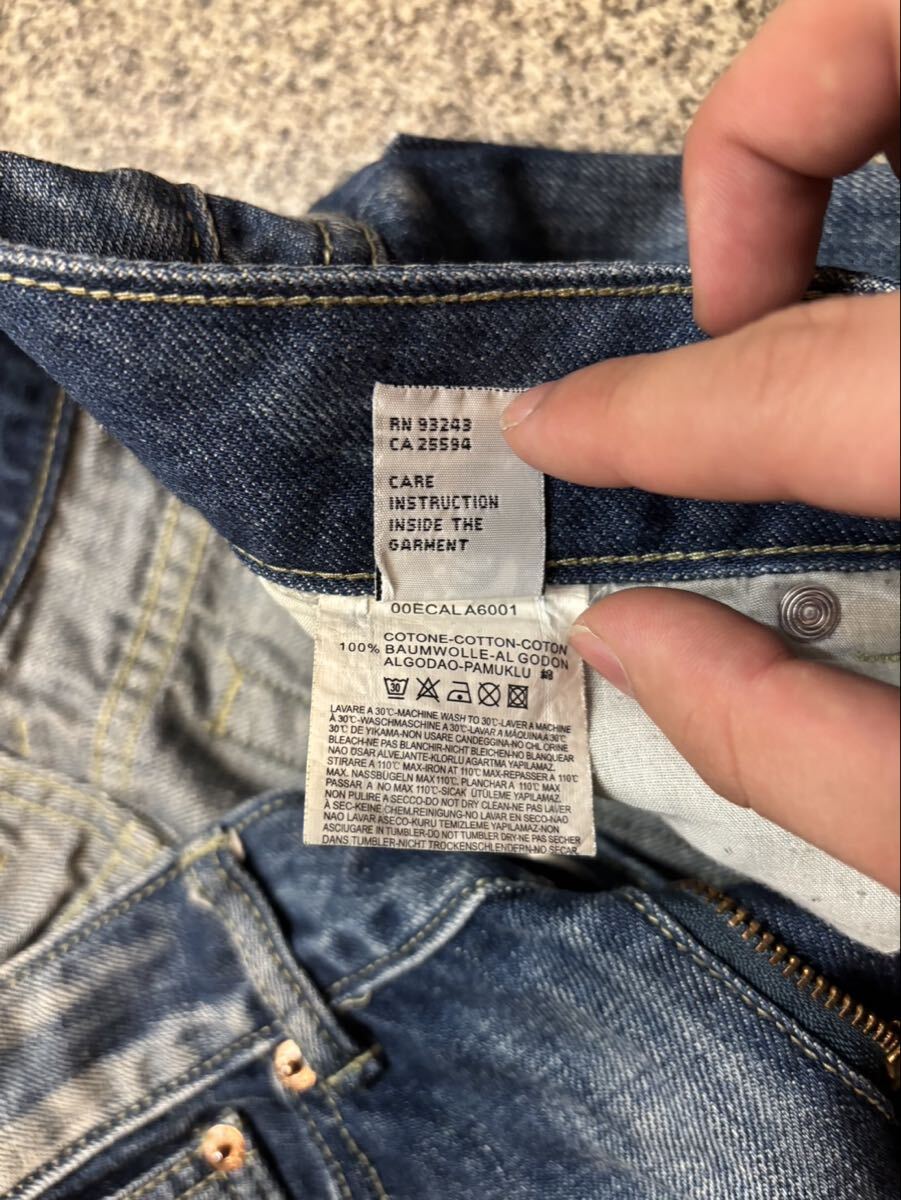 RN 93243
CA 25594
CARE
INSTRUCTION
INSIDE THE
GARMENT
00ECALA6001
COTONE-COTTON-COTON
100% BAUMWOLLE-ALGODON
ALGODAO-PAMUKLU
30
LAVARE A 30°C-MACHINE WASH TO 30°C-LAVER A MACHINE
À 30°C-WASCHMASCHINE A 30°C-LAVAR A MÁQUINA A 30°C
30°C DE YIKAMA-NON USARE CANDEGGINA-NO CHLORINE
BLEACH-NE PAS BLANCHIR-NICHT BLEICHEN-NO BLANQUEAR
NAO USAR ALVEJANTE-KLORLU AGARTMA YAPILAMAZ.
STIRARE A 110°C MAX-IRON AT 110°C MAX-REPASSER A 110°C
MAX. NASSBÜGELN MAX 110°C. PLANCHAR A 110°C MAX
PASSAR A NO MAX 110°C-SICAK ÜTÜLEME YAPILAMAZ.
NON PULIRE A SECCO-DO NOT DRY CLEAN-NE PAS LAVER
À SEC-KEINE CHEM.REINIGUNG-NO LAVAR EN SECO-NAO
NAO LAVAR ASECO-KURU TEMIZLEME YAPILAMAZ-NON
ASCIUGARE IN TUMBLER-DO NOT TUMBLE DRY-NE PAS SECHER
DANS TUMBLER-NICHT TROCKENSCHLENDERN-NO SECAR